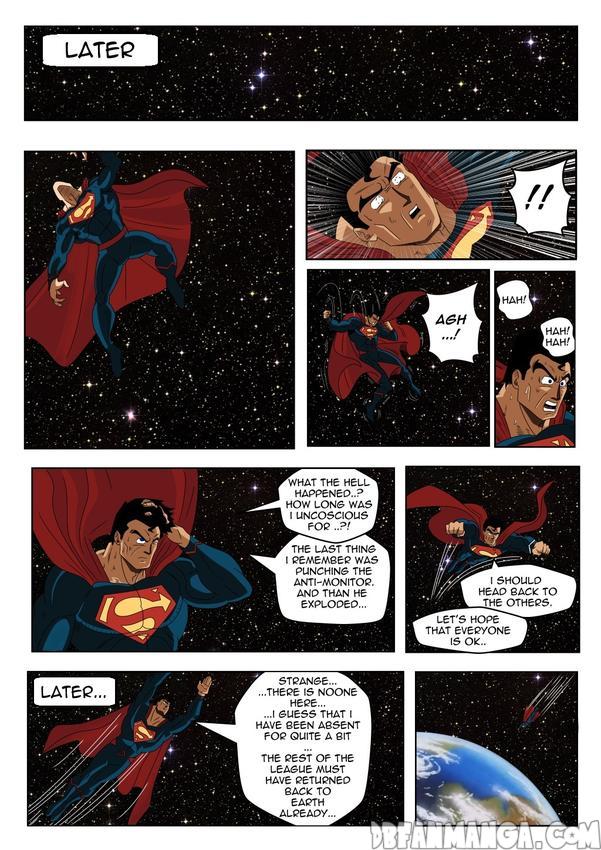 LATER
!!
AGH
...!
HAH!
HAH!
HAH!
WHAT THE HELL
HAPPENED..?
HOW LONG WAS
I UNCOSCIOUS
FOR ..?!
THE LAST THING
I REMEMBER WAS
PUNCHING THE
ANTI-MONITOR.
AND THAN HE
EXPLODED...
I SHOULD
HEAD BACK TO
THE OTHERS.
LET'S HOPE
THAT EVERYONE
IS OK..
LATER...
STRANGE...
...THERE IS NOONE
HERE...
...I GUESS THAT I
HAVE BEEN ABSENT
FOR QUITE A BIT
...
THE REST OF THE
LEAGUE MUST
HAVE RETURNED
BACK TO
EARTH
ALREADY...
DBFANMANGA.COM